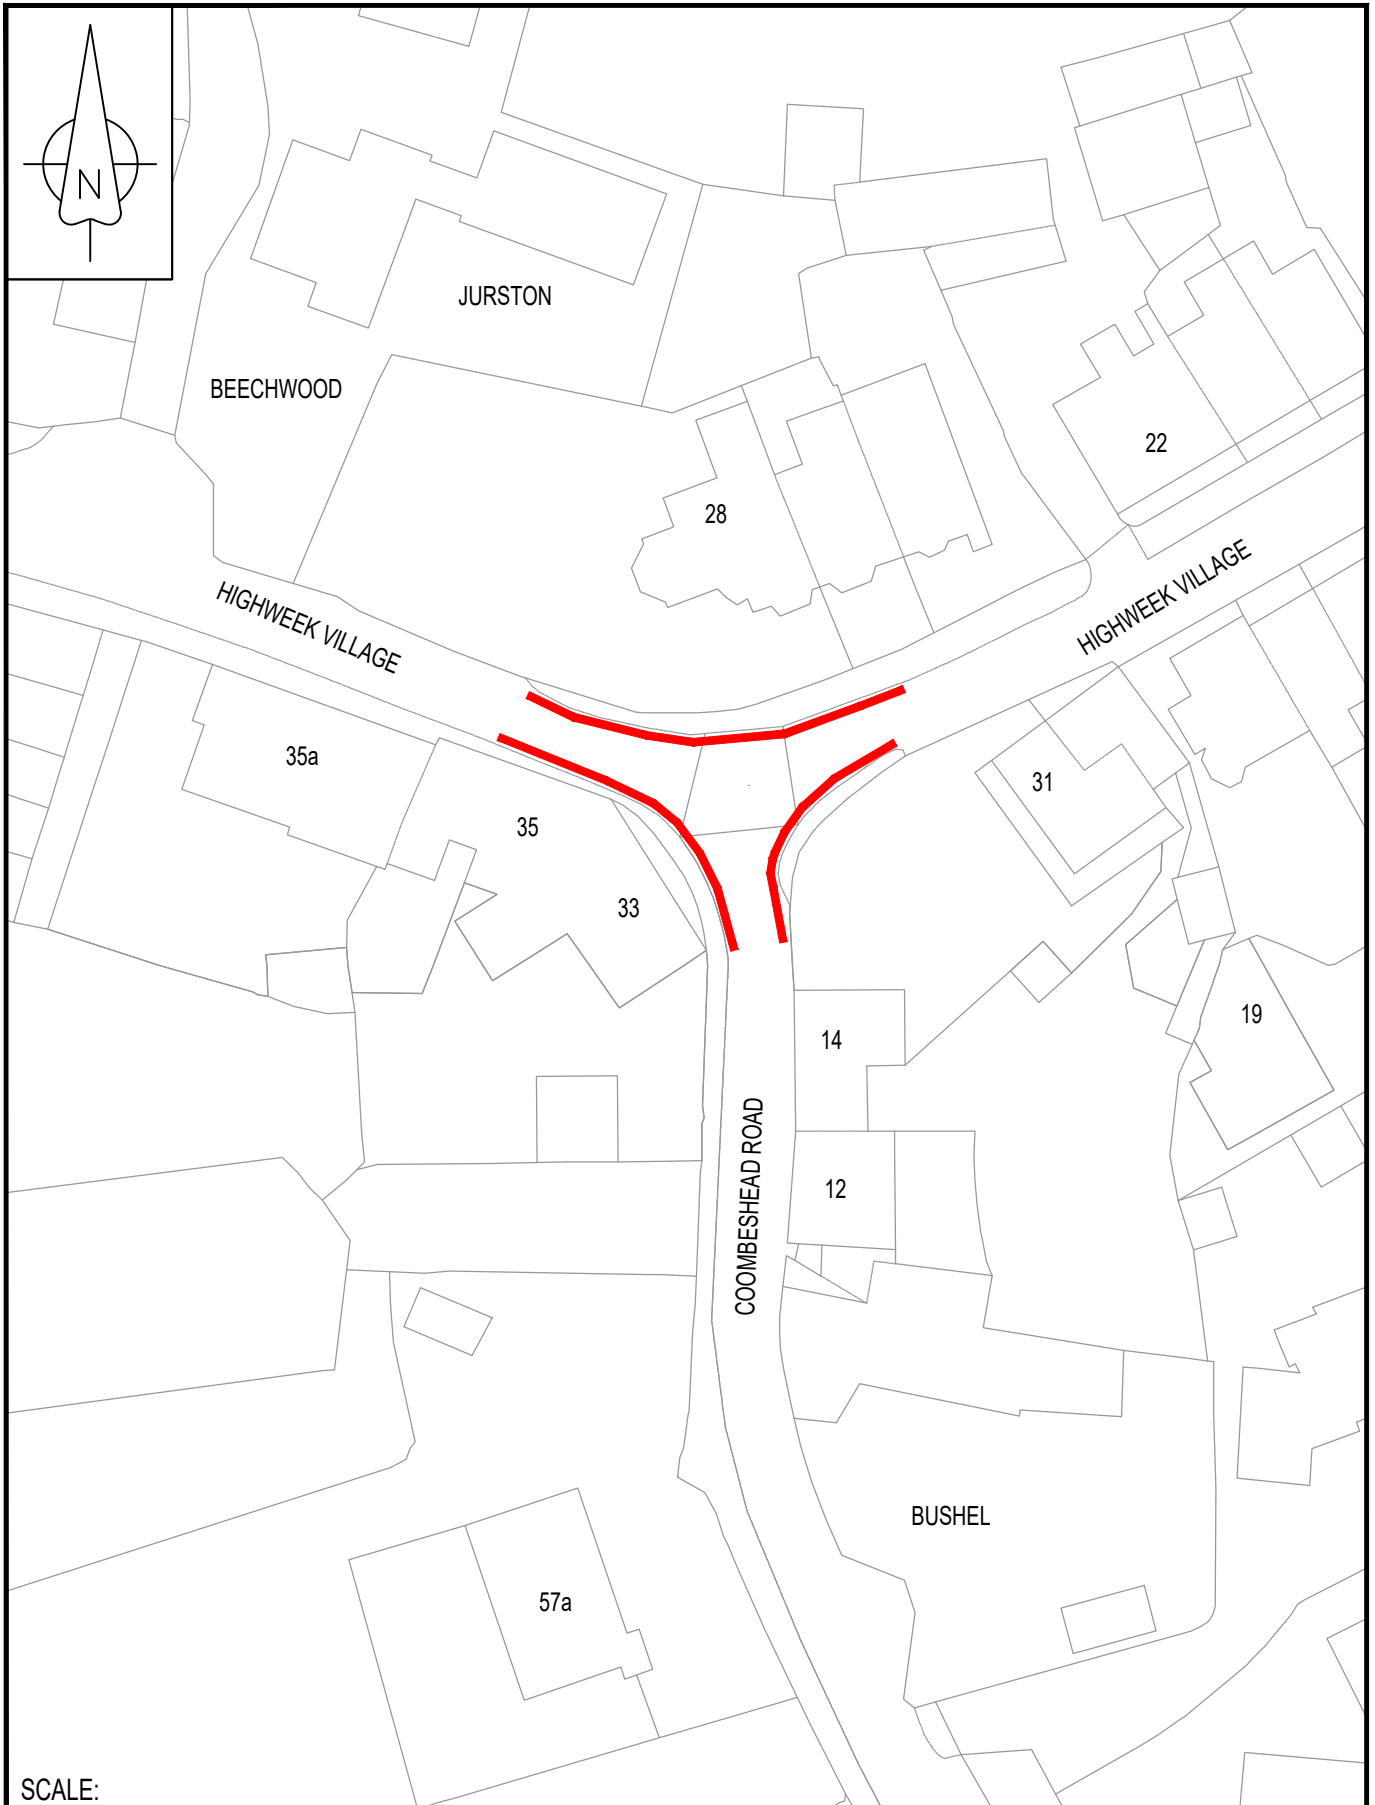 N
JURSTON
BEECHWOOD
22
28
HIGHWEEK VILLAGE
HIGHWEEK VILLAGE
35a
31
35
33
19
14
COOMBESHEAD ROAD
12
BUSHEL
57a
SCALE: